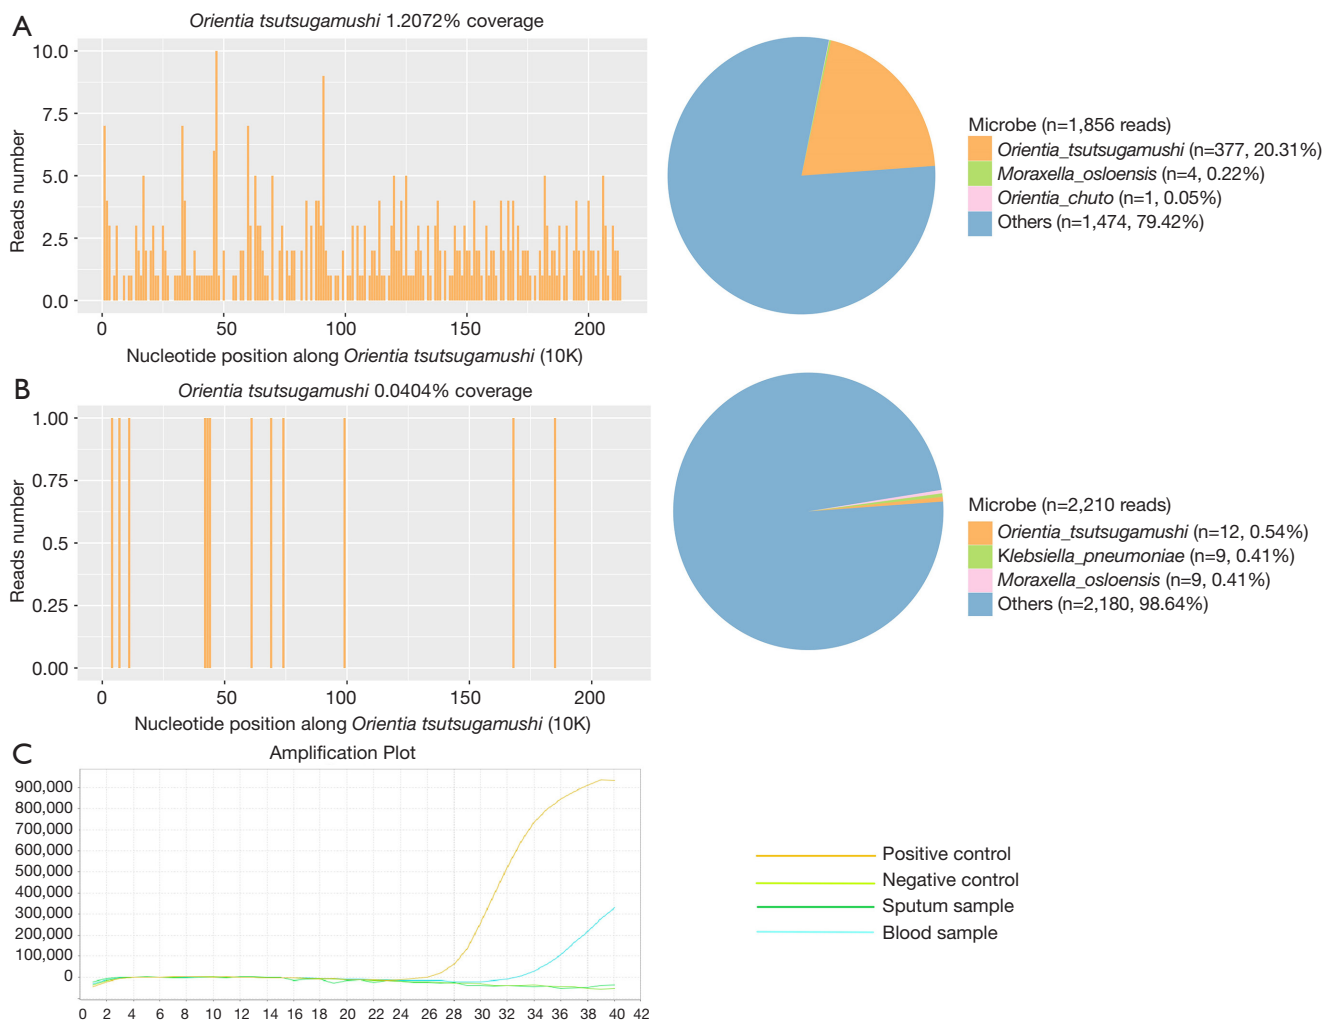 A
Orientia tsutsugamushi 1.2072% coverage
10.0
7.5
5.0
2.5
0.0
Reads number
0 50 100 150 200
Nucleotide position along Orientia tsutsugamushi (10K)
Microbe (n=1,856 reads)
Orientia_tsutsugamushi (n=377, 20.31%)
Moraxella_osloensis (n=4, 0.22%)
Orientia_chuto (n=1, 0.05%)
Others (n=1,474, 79.42%)
B
Orientia tsutsugamushi 0.0404% coverage
1.00
0.75
0.5
0.25
0.00
Reads number
0 50 100 150 200
Nucleotide position along Orientia tsutsugamushi (10K)
Microbe (n=2,210 reads)
Orientia_tsutsugamushi (n=12, 0.54%)
Klebsiella_pneumoniae (n=9, 0.41%)
Moraxella_osloensis (n=9, 0.41%)
Others (n=2,180, 98.64%)
C
Amplification Plot
900,000
800,000
700,000
600,000
500,000
400,000
300,000
200,000
100,000
0
0 2 4 6 8 10 12 14 16 18 20 22 24 26 28 30 32 34 36 38 40 42
Positive control
Negative control
Sputum sample
Blood sample